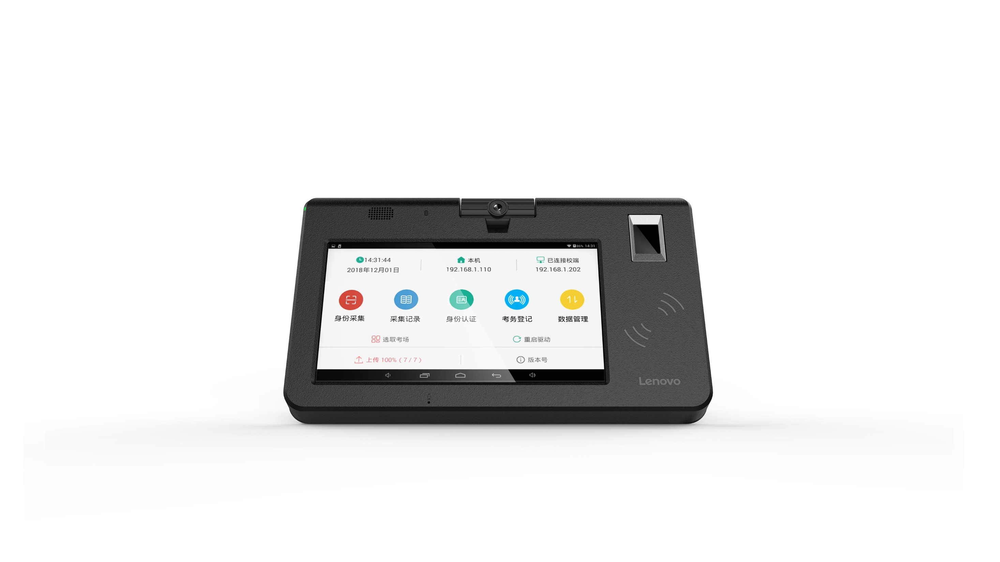 86% 14:31
14:31:44
2018年12月01日
本机
192.168.1.110
已连接校端
192.168.1.202
身份采集
采集记录
身份认证
考务登记
数据管理
选取考场
重启驱动
上传 100% ( 7 / 7 )
版本号
Lenovo